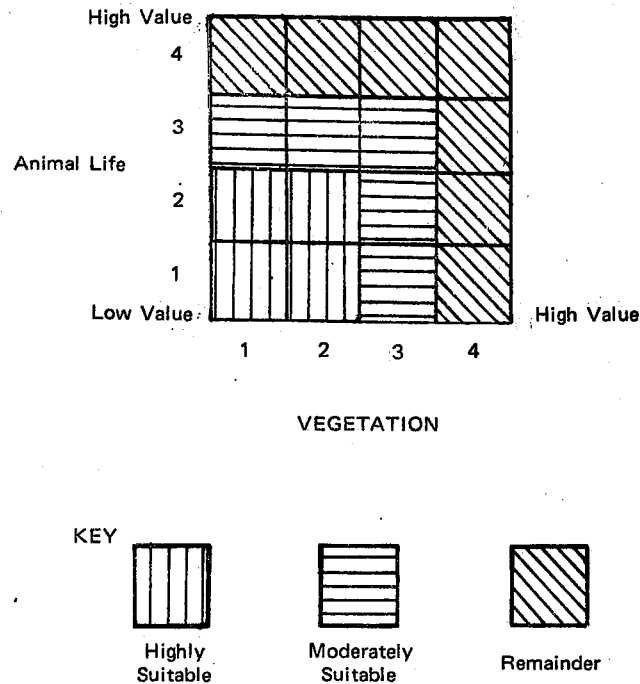 High Value
4
3
Animal Life
2
1
Low Value
High Value
1 2 3 4
VEGETATION
KEY
Highly
Suitable
Moderately
Suitable
Remainder